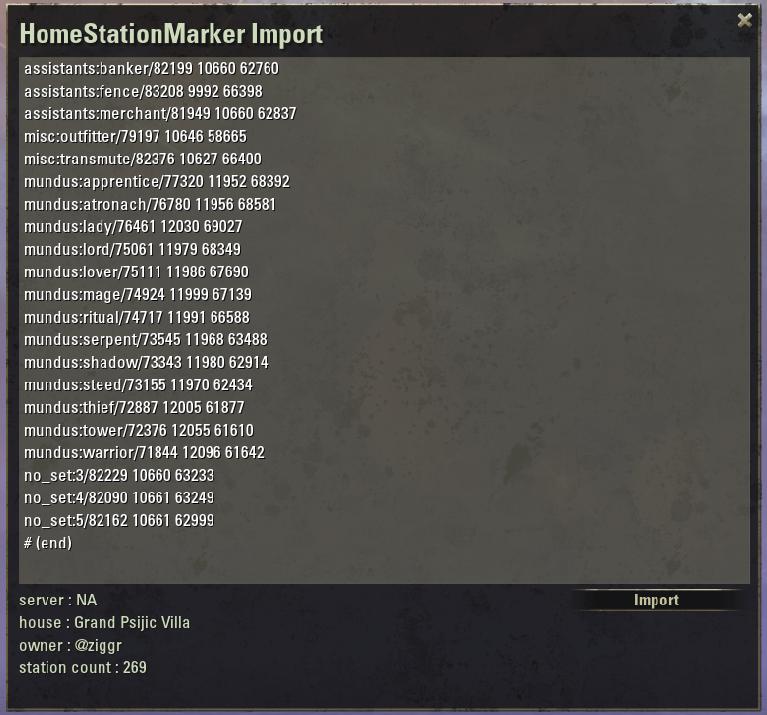 HomeStationMarker Import
assistants:banker/82199 10660 62760
assistants:fence/83208 9992 66398
assistants:merchant/81949 10660 62837
misc:outfitter/79197 10646 58665
misc:transmute/82376 10627 66400
mundus:apprentice/77320 11952 68392
mundus:atronach/76780 11956 68581
mundus:lady/76461 12030 69027
mundus:lord/75061 11979 68349
mundus:lover/75111 11986 67690
mundus:mage/74924 11999 67139
mundus:ritual/74717 11991 66588
mundus:serpent/73545 11968 63488
mundus:shadow/73343 11980 62914
mundus:steed/73155 11970 62434
mundus:thief/72887 12005 61877
mundus:tower/72376 12055 61610
mundus:warrior/71844 12096 61642
no_set:3/82229 10660 63233
no_set:4/82090 10661 63249
no_set:5/82162 10661 62999
# (end)
server : NA
Import
house : Grand Psijic Villa
owner : @ziggr
station count : 269